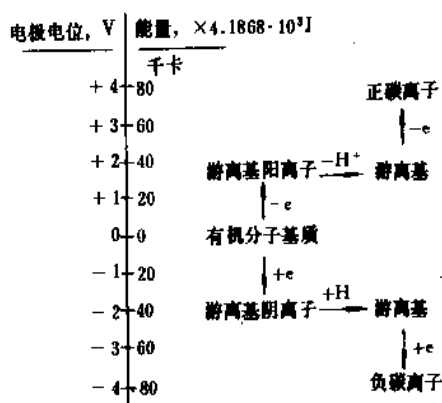 电极电位, V 能量, ×4.1868·10³J
千卡
+4 80 正碳离子
+3 60 −e
+2 40 游离基阳离子 −H⁺ 游离基
+1 20 −e
0 0 有机分子基质
−1 20 +e
−2 40 游离基阴离子 +H 游离基
−3 60 +e
−4 80 负碳离子